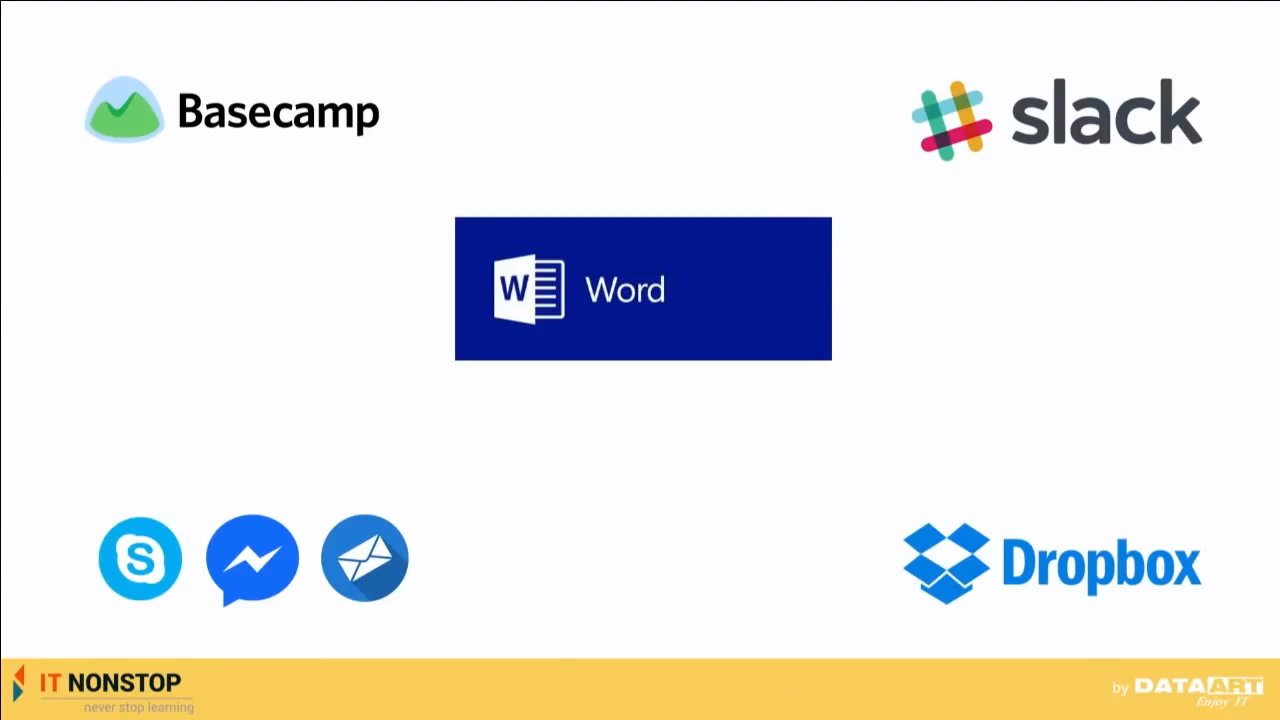 Basecamp
slack
W
Word
S
Dropbox
IT NONSTOP
never stop learning
by DATAART
Enjoy IT